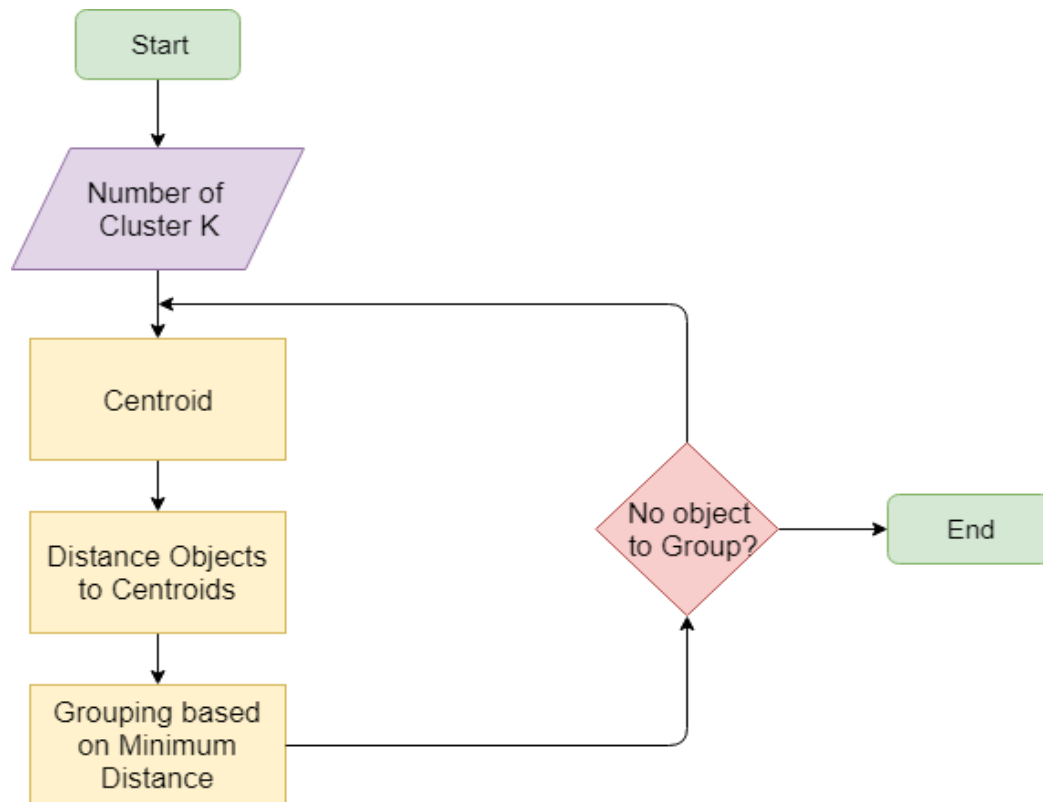 Start
Number of
Cluster K
Centroid
Distance Objects
to Centroids
Grouping based
on Minimum
Distance
No object
to Group?
End